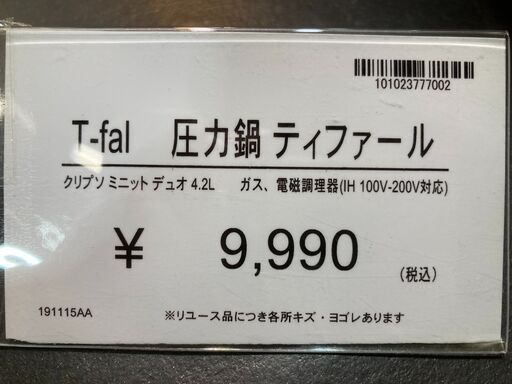 101023777002
T-fal 圧力鍋 ティファール
クリプソ ミニット デュオ 4.2L ガス、電磁調理器(IH 100V-200V対応)
¥ 9,990 (税込)
191115AA ※リユース品につき各所キズ・ヨゴレあります